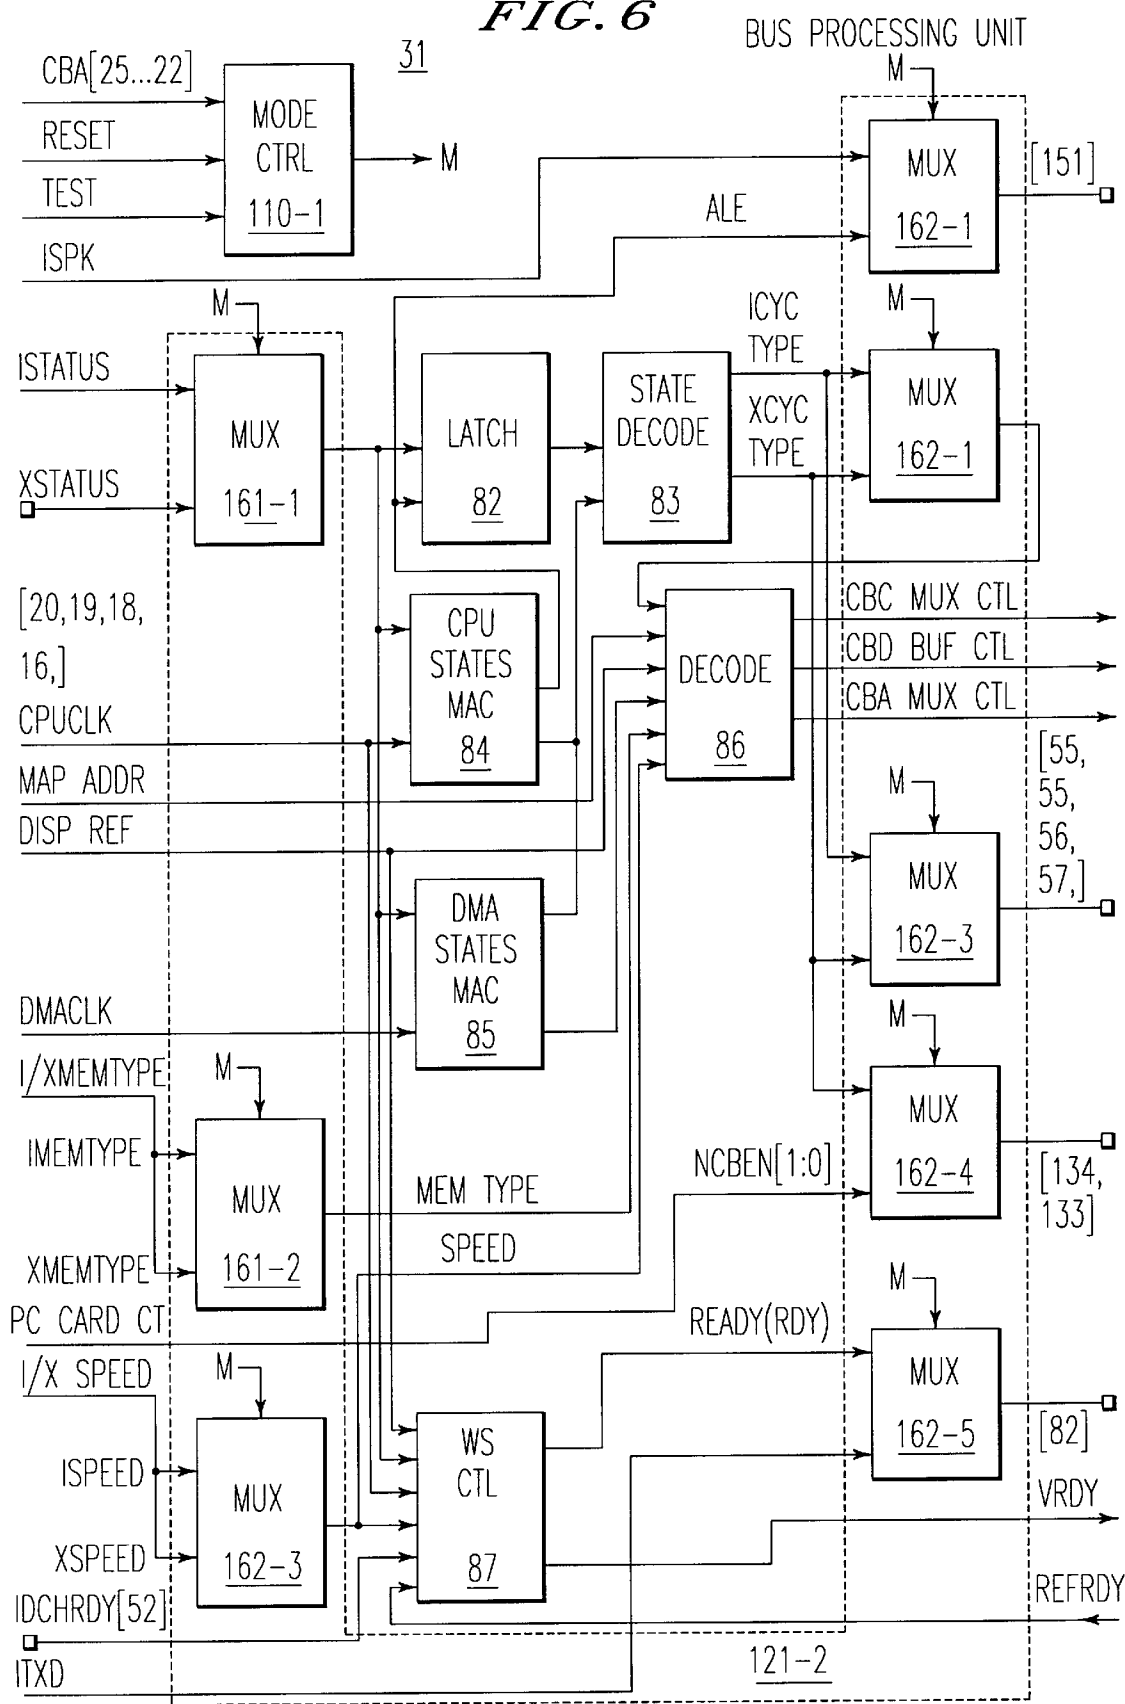 FIG. 6
31
BUS PROCESSING UNIT
CBA[25...22]
RESET
TEST
ISPK
MODE
CTRL
110-1
M
M
MUX
162-1
[151]
ALE
M
ISTATUS
XSTATUS
MUX
161-1
LATCH
82
STATE
DECODE
83
ICYC
TYPE
XCYC
TYPE
M
MUX
162-1
[20,19,18,
16,]
CPUCLK
MAP ADDR
DISP REF
CPU
STATES
MAC
84
DECODE
86
CBC MUX CTL
CBD BUF CTL
CBA MUX CTL
[55,
55,
56,
57,]
M
MUX
162-3
DMA
STATES
MAC
85
DMACLK
I/XMEMTYPE
IMEMTYPE
XMEMTYPE
M
MUX
161-2
MEM TYPE
SPEED
NCBEN[1:0]
M
MUX
162-4
[134,
133]
PC CARD CT
I/X SPEED
ISPEED
XSPEED
M
MUX
162-3
WS
CTL
87
READY(RDY)
M
MUX
162-5
[82]
VRDY
REFRDY
IDCHRDY[52]
ITXD
121-2